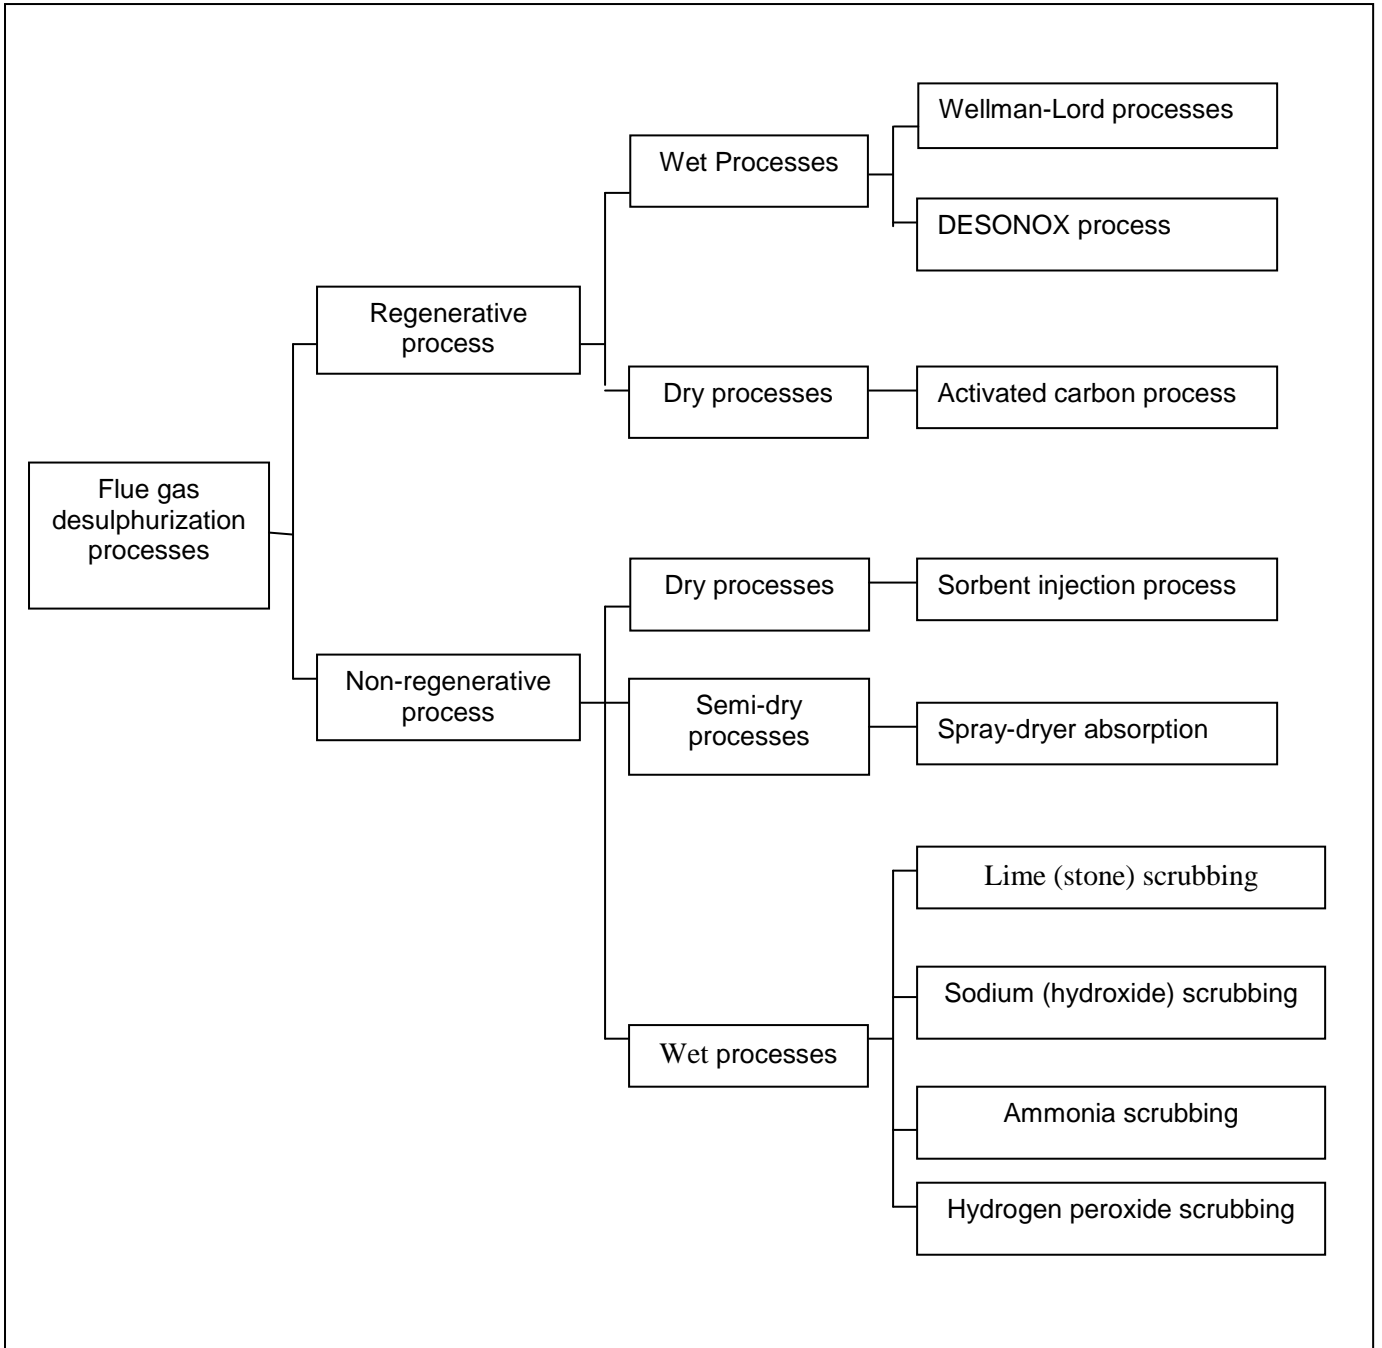 Wellman-Lord processes
Wet Processes
DESONOX process
Regenerative
process
Dry processes
Activated carbon process
Flue gas
desulphurization
processes
Dry processes
Sorbent injection process
Non-regenerative
process
Semi-dry
processes
Spray-dryer absorption
Lime (stone) scrubbing
Sodium (hydroxide) scrubbing
Wet processes
Ammonia scrubbing
Hydrogen peroxide scrubbing